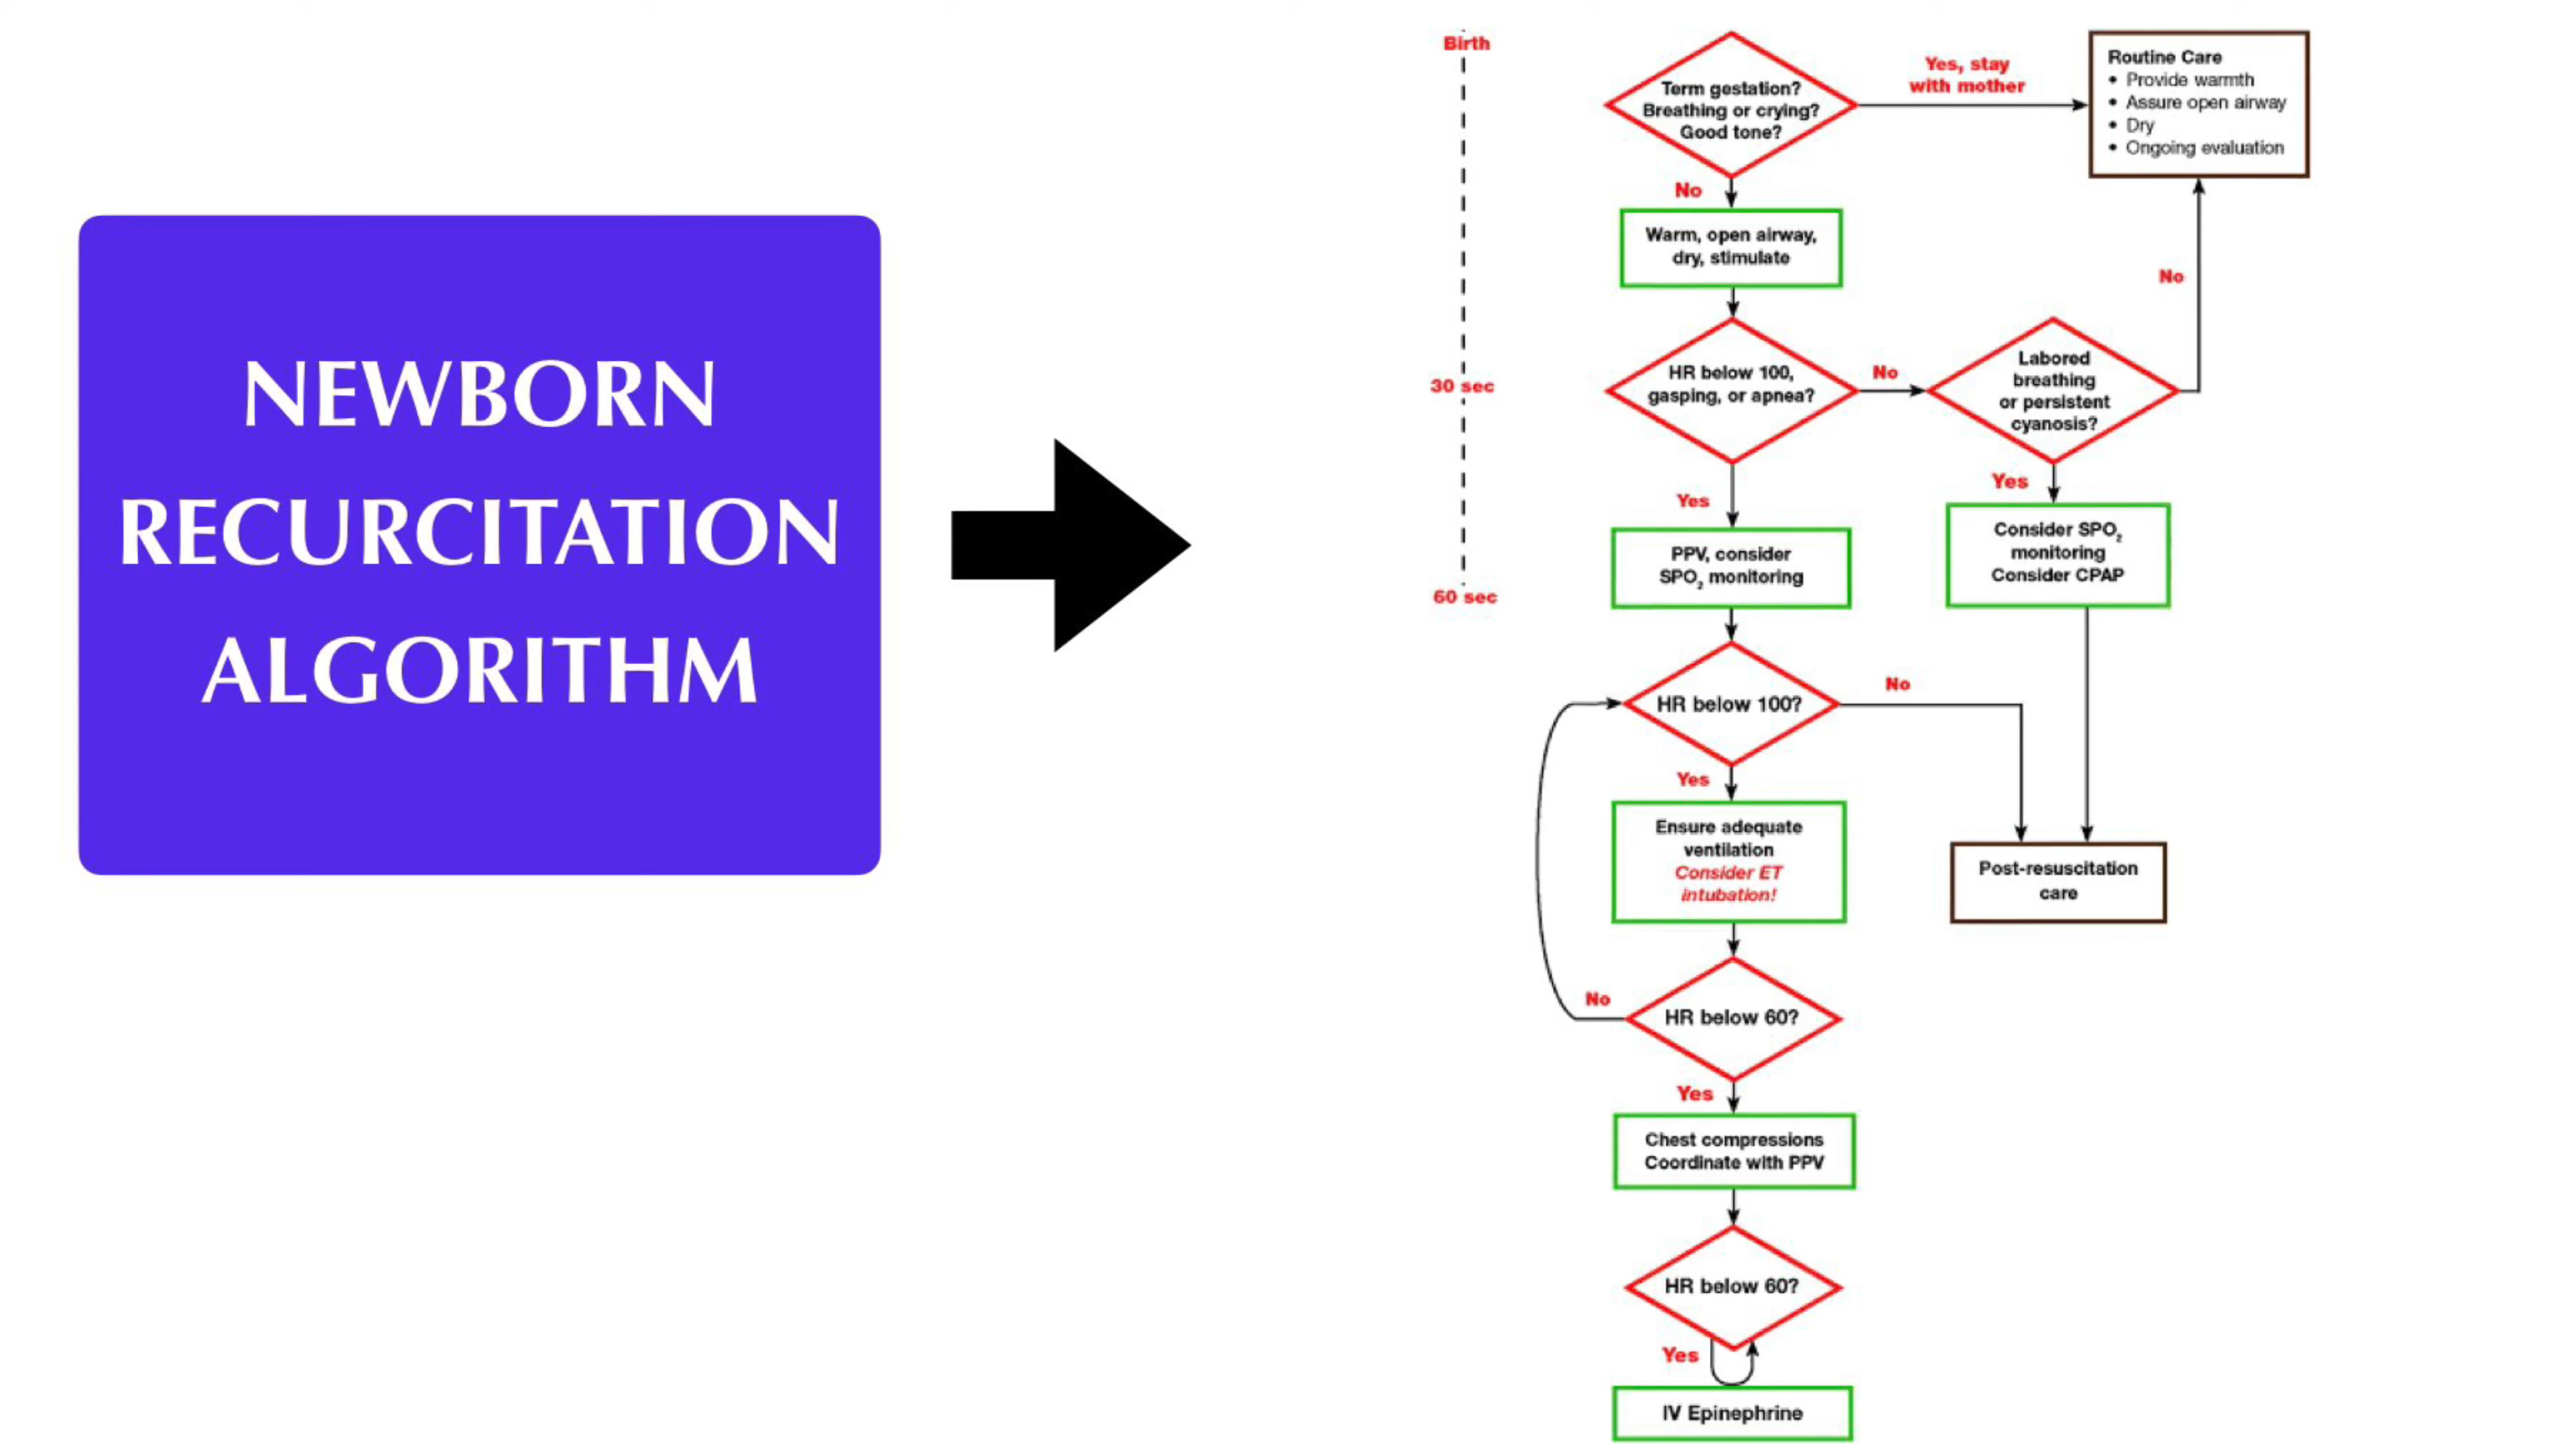 NEWBORN
RECURCITATION
ALGORITHM
Birth
Term gestation?
Breathing or crying?
Good tone?
Yes, stay
with mother
Routine Care
• Provide warmth
• Assure open airway
• Dry
• Ongoing evaluation
No
Warm, open airway,
dry, stimulate
No
30 sec
HR below 100,
gasping, or apnea?
No
Labored
breathing
or persistent
cyanosis?
Yes
Yes
PPV, consider
SPO₂ monitoring
Consider SPO₂
monitoring
Consider CPAP
60 sec
HR below 100?
No
Yes
Ensure adequate
ventilation
Consider ET
intubation!
Post-resuscitation
care
No
HR below 60?
Yes
Chest compressions
Coordinate with PPV
HR below 60?
Yes
IV Epinephrine